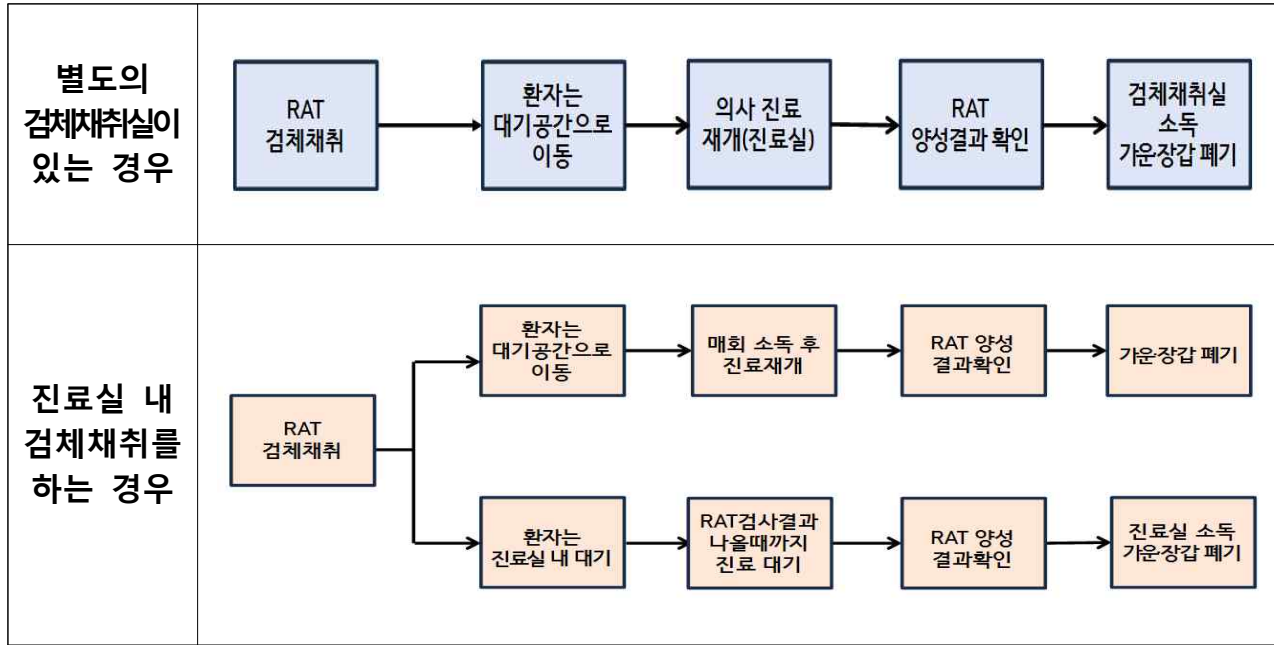 별도의
검체채취실이
있는 경우
RAT
검체채취
환자는
대기공간으로
이동
의사 진료
재개(진료실)
RAT
양성결과 확인
검체채취실
소독
가운·장갑 폐기
진료실 내
검체채취를
하는 경우
RAT
검체채취
환자는
대기공간으로
이동
매회 소독 후
진료재개
RAT 양성
결과확인
가운·장갑 폐기
환자는
진료실 내 대기
RAT검사결과
나올때까지
진료 대기
RAT 양성
결과확인
진료실 소독
가운·장갑 폐기